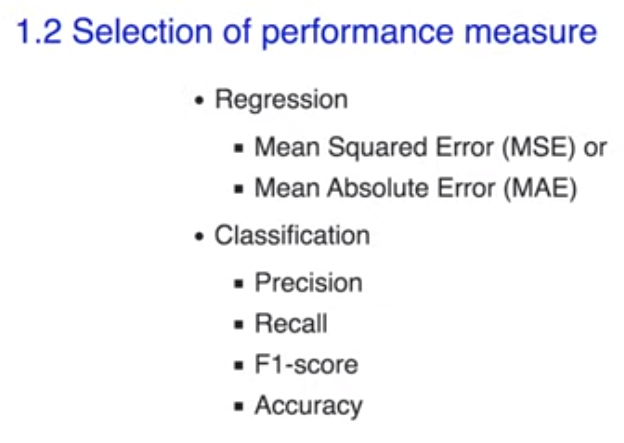 1.2 Selection of performance measure
• Regression
▪ Mean Squared Error (MSE) or
▪ Mean Absolute Error (MAE)
• Classification
▪ Precision
▪ Recall
▪ F1-score
▪ Accuracy